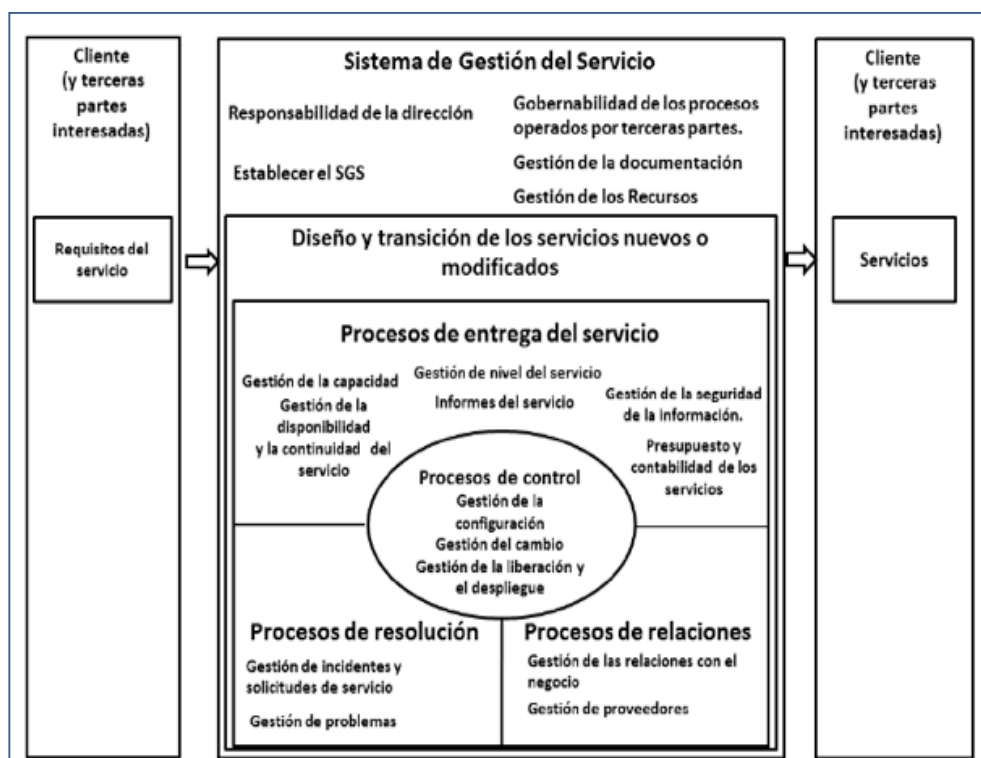 Cliente
(y terceras
partes
interesadas)
Requisitos del
servicio
Sistema de Gestión del Servicio
Responsabilidad de la dirección
Establecer el SGS
Gobernabilidad de los procesos
operados por terceras partes.
Gestión de la documentación
Gestión de los Recursos
Diseño y transición de los servicios nuevos o
modificados
Procesos de entrega del servicio
Gestión de la capacidad
Gestión de la
disponibilidad
y la continuidad del
servicio
Gestión de nivel del servicio
Informes del servicio
Gestión de la seguridad
de la información.
Presupuesto y
contabilidad de los
servicios
Procesos de control
Gestión de la
configuración
Gestión del cambio
Gestión de la liberación y
el despliegue
Procesos de resolución
Gestión de incidentes y
solicitudes de servicio
Gestión de problemas
Procesos de relaciones
Gestión de las relaciones con el
negocio
Gestión de proveedores
Cliente
(y terceras
partes
interesadas)
Servicios